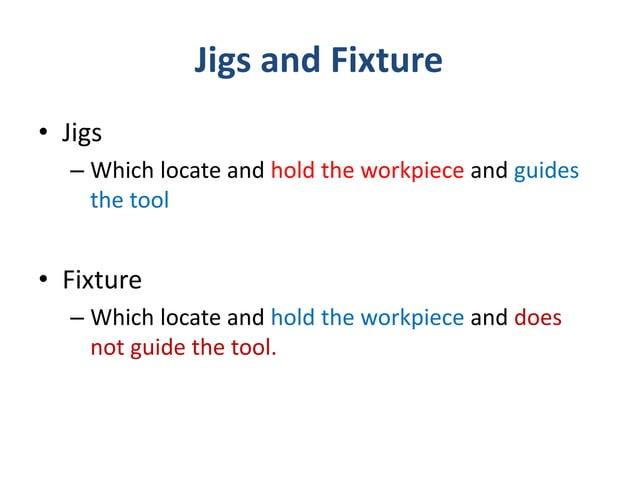 Jigs and Fixture
• Jigs
– Which locate and hold the workpiece and guides
the tool
• Fixture
– Which locate and hold the workpiece and does
not guide the tool.